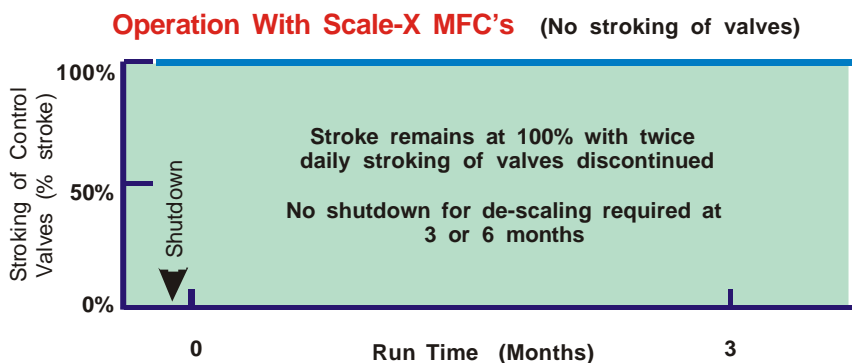 Operation With Scale-X MFC's (No stroking of valves)
Stroking of Control
Valves (% stroke)
100%
50%
0%
Shutdown
Stroke remains at 100% with twice
daily stroking of valves discontinued
No shutdown for de-scaling required at
3 or 6 months
0
3
Run Time (Months)